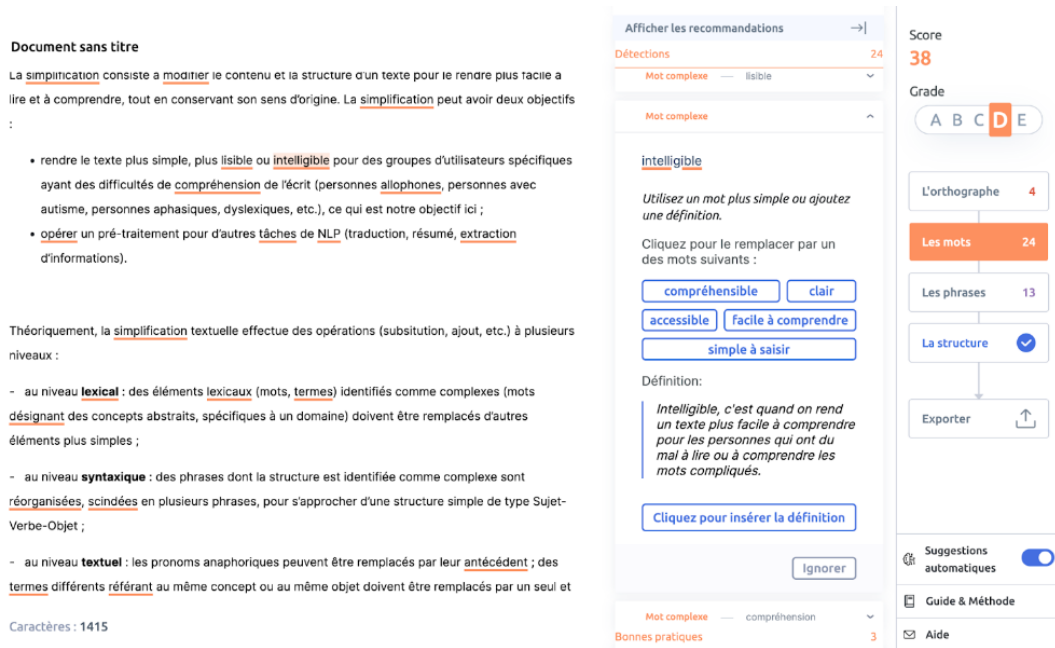 Document sans titre
La simplification consiste à modifier le contenu et la structure d'un texte pour le rendre plus facile à
lire et à comprendre, tout en conservant son sens d'origine. La simplification peut avoir deux objectifs
:
• rendre le texte plus simple, plus lisible ou intelligible pour des groupes d'utilisateurs spécifiques
ayant des difficultés de compréhension de l'écrit (personnes allophones, personnes avec
autisme, personnes aphasiques, dyslexiques, etc.), ce qui est notre objectif ici ;
• opérer un pré-traitement pour d'autres tâches de NLP (traduction, résumé, extraction
d'informations).
Théoriquement, la simplification textuelle effectue des opérations (subsitution, ajout, etc.) à plusieurs
niveaux :
- au niveau lexical : des éléments lexicaux (mots, termes) identifiés comme complexes (mots
désignant des concepts abstraits, spécifiques à un domaine) doivent être remplacés d'autres
éléments plus simples ;
- au niveau syntaxique : des phrases dont la structure est identifiée comme complexe sont
réorganisées, scindées en plusieurs phrases, pour s'approcher d'une structure simple de type Sujet-
Verbe-Objet ;
- au niveau textuel : les pronoms anaphoriques peuvent être remplacés par leur antécédent ; des
termes différents référant au même concept ou au même objet doivent être remplacés par un seul et
Caractères : 1415
Afficher les recommandations
Détections 24
Mot complexe — lisible
Mot complexe
intelligible
Utilisez un mot plus simple ou ajoutez
une définition.
Cliquez pour le remplacer par un
des mots suivants :
compréhensible clair
accessible facile à comprendre
simple à saisir
Définition:
Intelligible, c'est quand on rend
un texte plus facile à comprendre
pour les personnes qui ont du
mal à lire ou à comprendre les
mots compliqués.
Cliquez pour insérer la définition
Ignorer
Mot complexe — compréhension
Bonnes pratiques 3
Score
38
Grade
A B C D E
L'orthographe 4
Les mots 24
Les phrases 13
La structure
Exporter
Suggestions
automatiques
Guide & Méthode
Aide